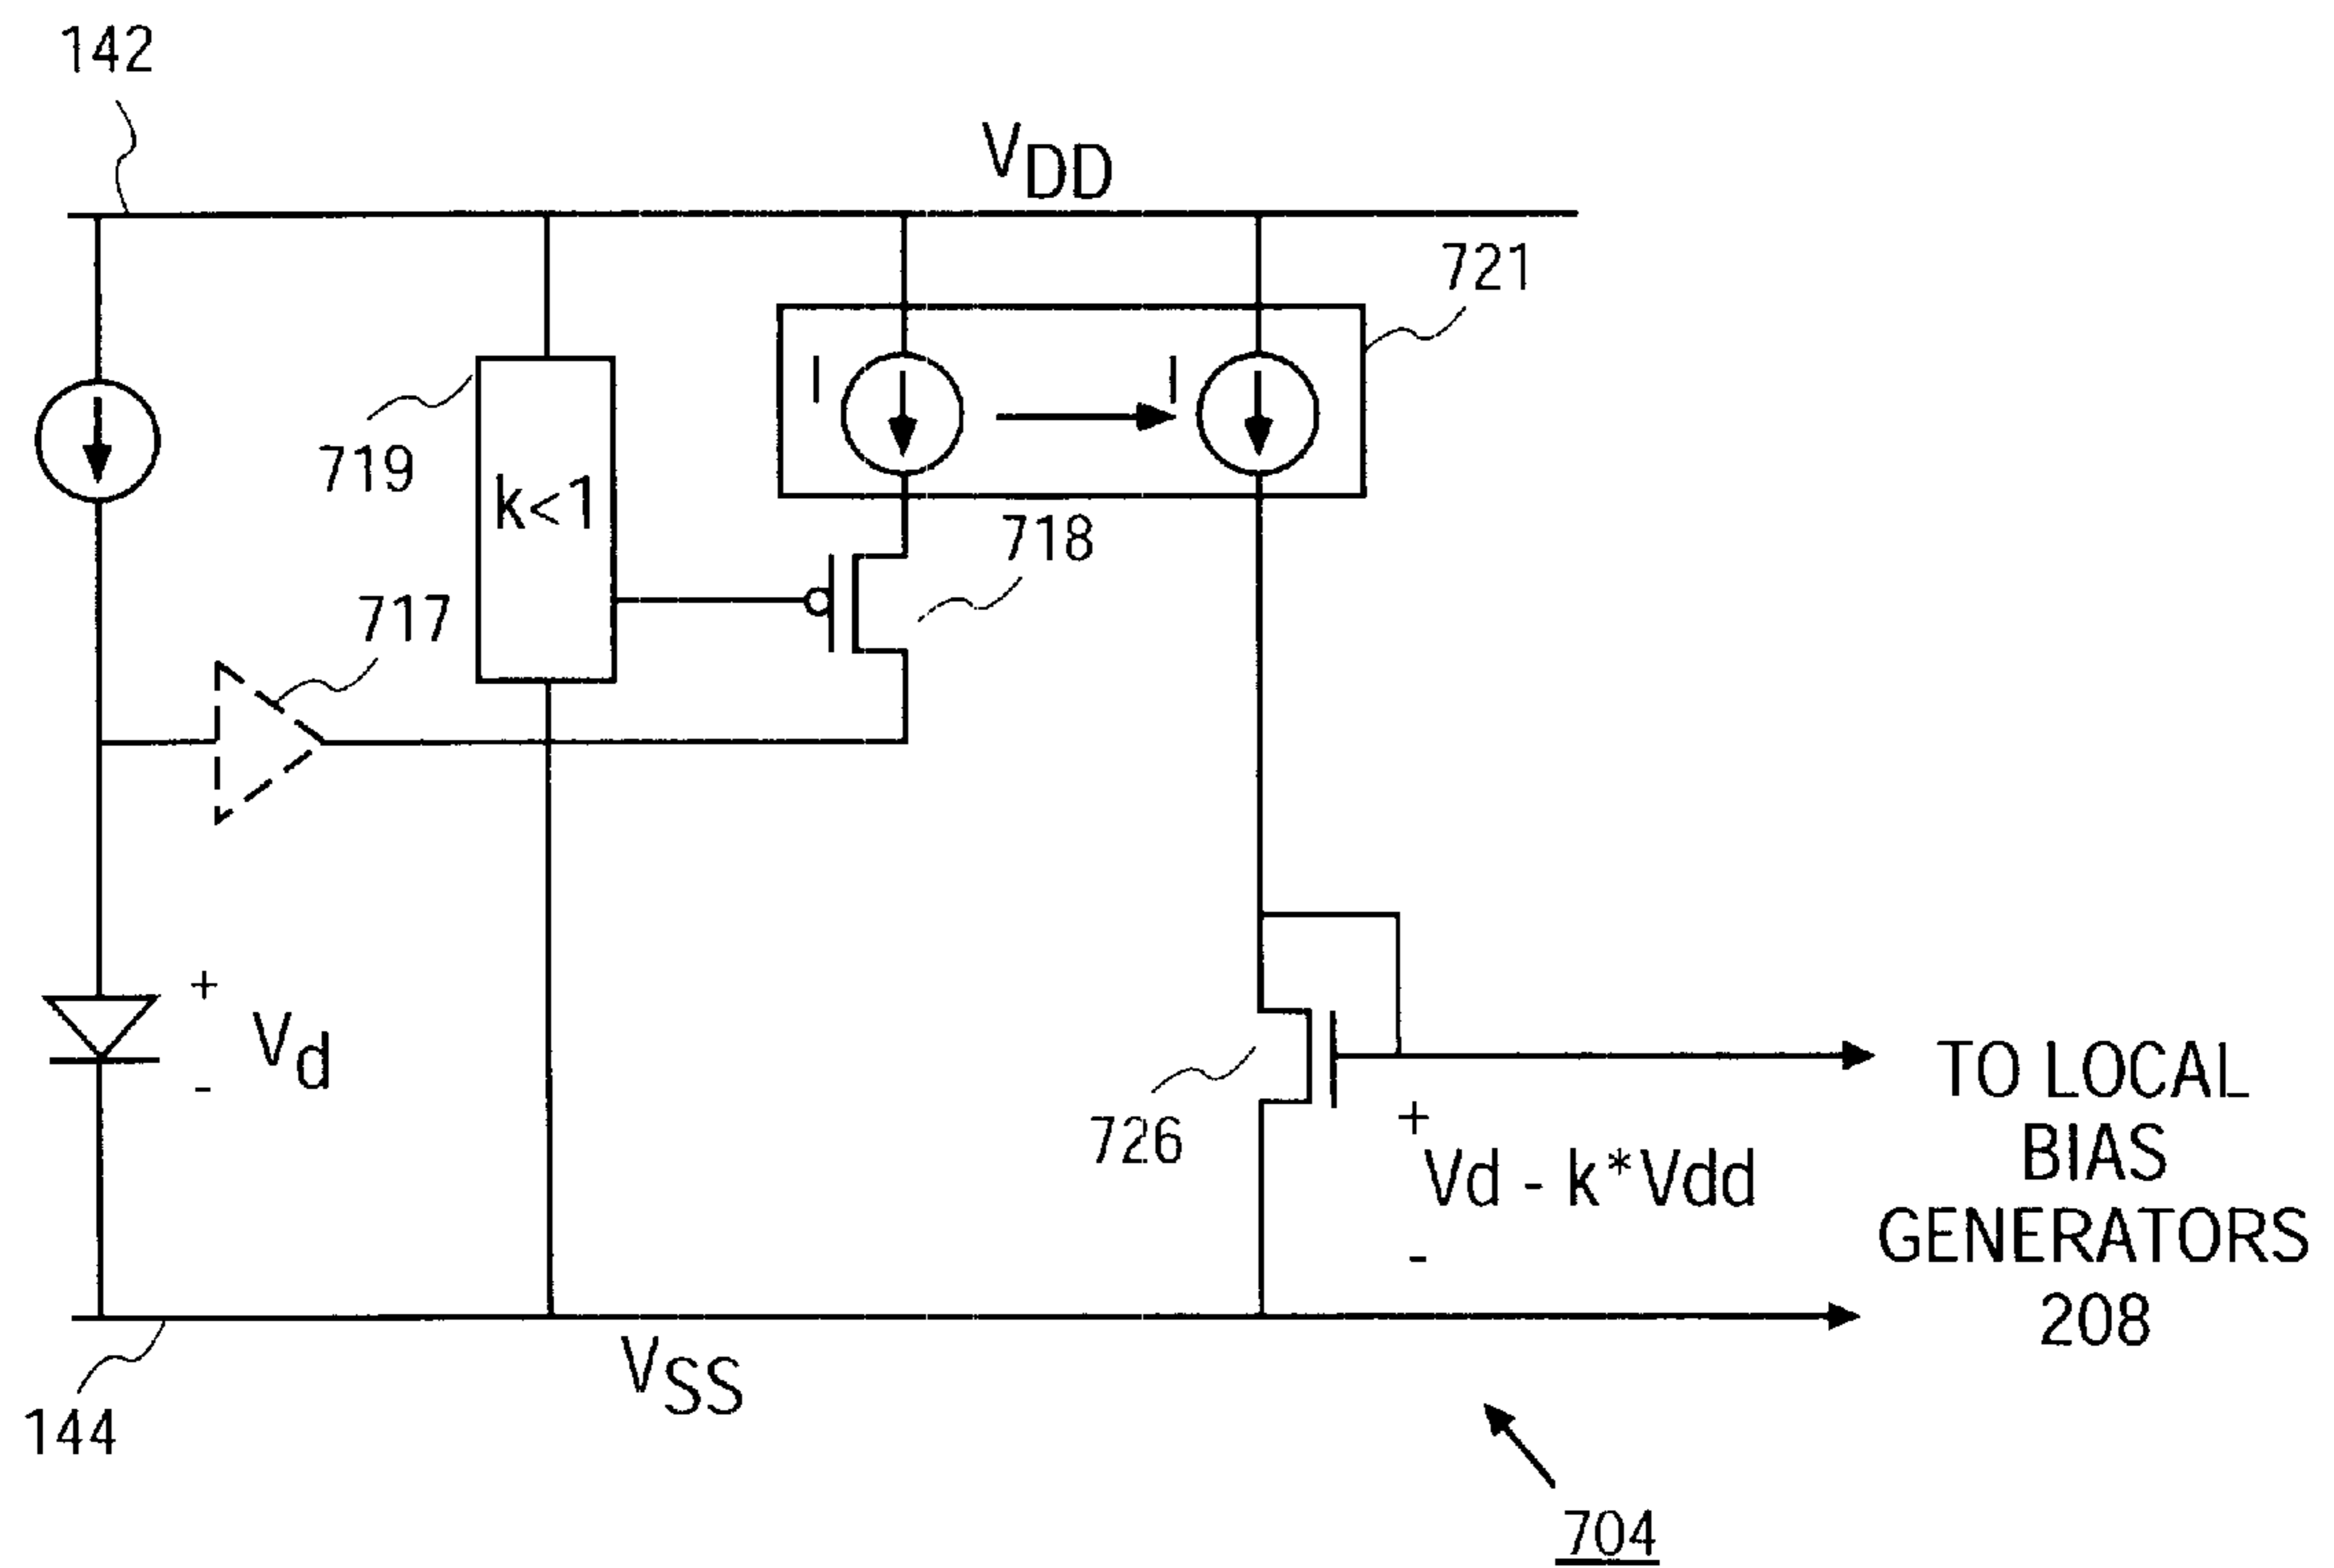 142
VDD
721
I
I
719
k<1
718
717
+
Vd
-
726
+
Vd - k*Vdd
-
TO LOCAL
BIAS
GENERATORS
208
VSS
144
704